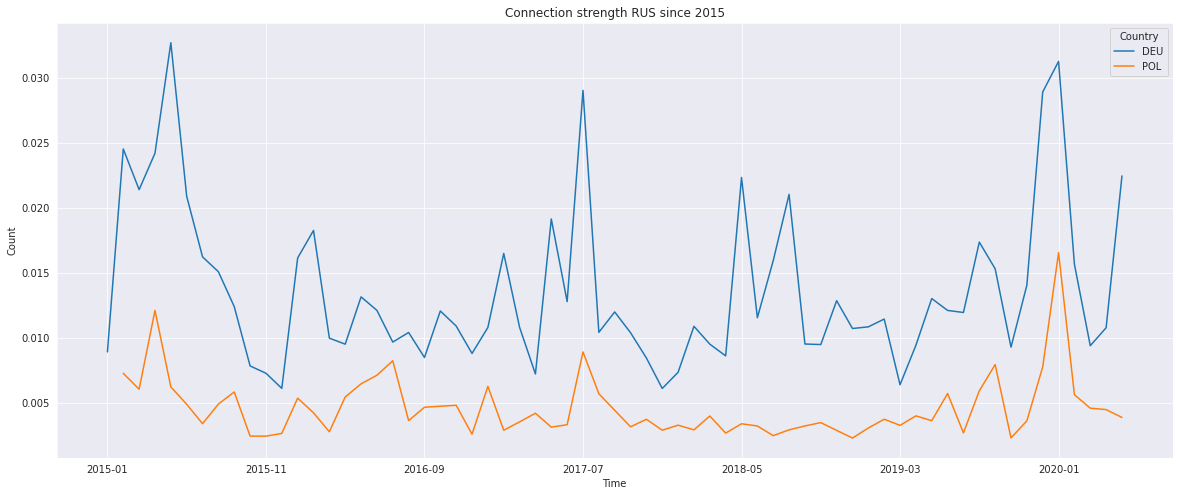 Connection strength RUS since 2015
Country
DEU
POL
0.030
0.025
0.020
0.015
0.010
0.005
Count
2015-01 2015-11 2016-09 2017-07 2018-05 2019-03 2020-01
Time